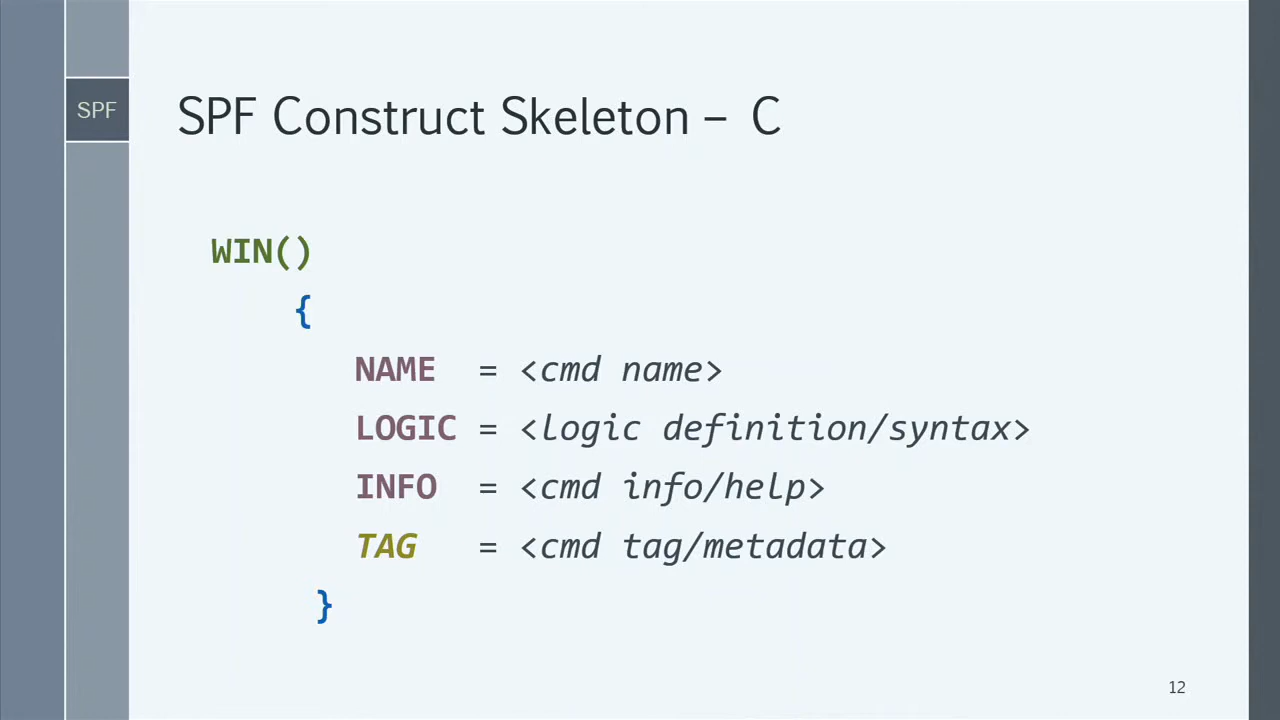 SPF
SPF Construct Skeleton – C
WIN()
{
NAME = <cmd name>
LOGIC = <logic definition/syntax>
INFO = <cmd info/help>
TAG = <cmd tag/metadata>
}
12